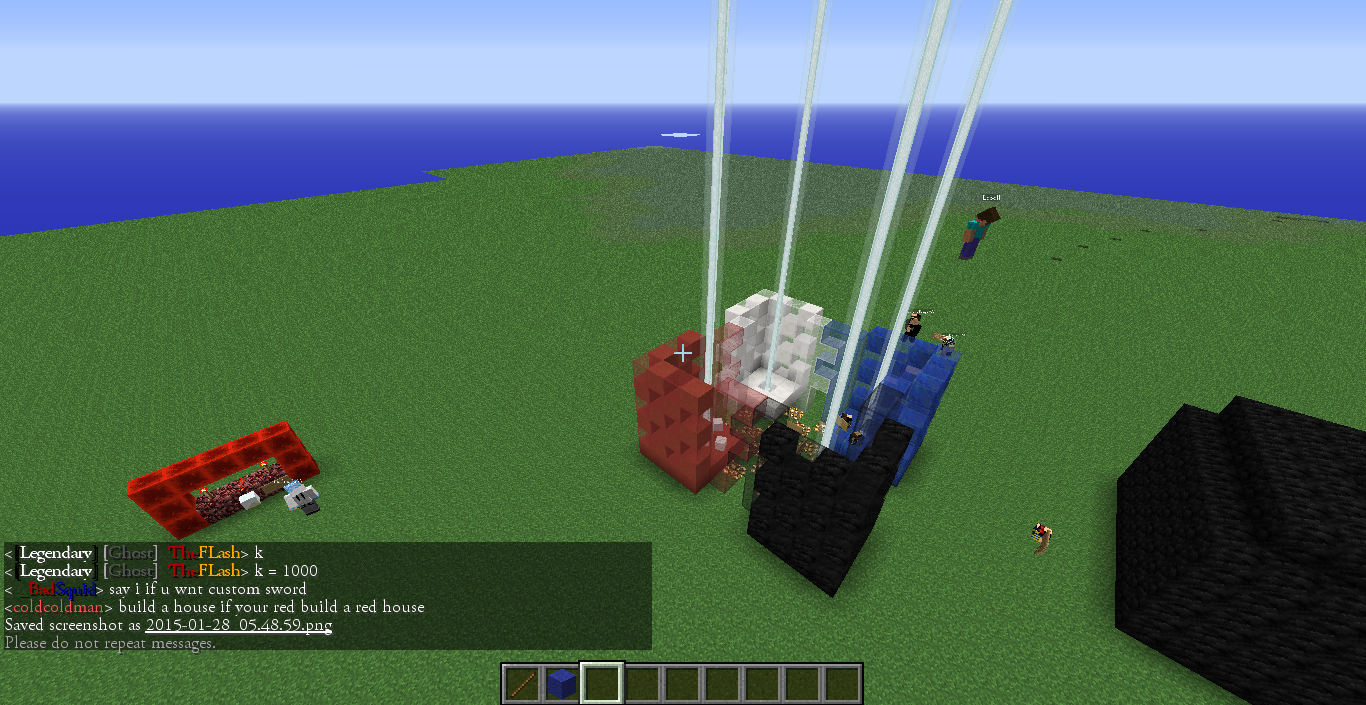 < [Legendary] [Ghost] TheFLash> k
< [Legendary] [Ghost] TheFLash> k = 1000
< _BadSquid> say i if u wnt custom sword
<coldcoldman> build a house if your red build a red house
Saved screenshot as 2015-01-28_05.48.59.png
Please do not repeat messages.